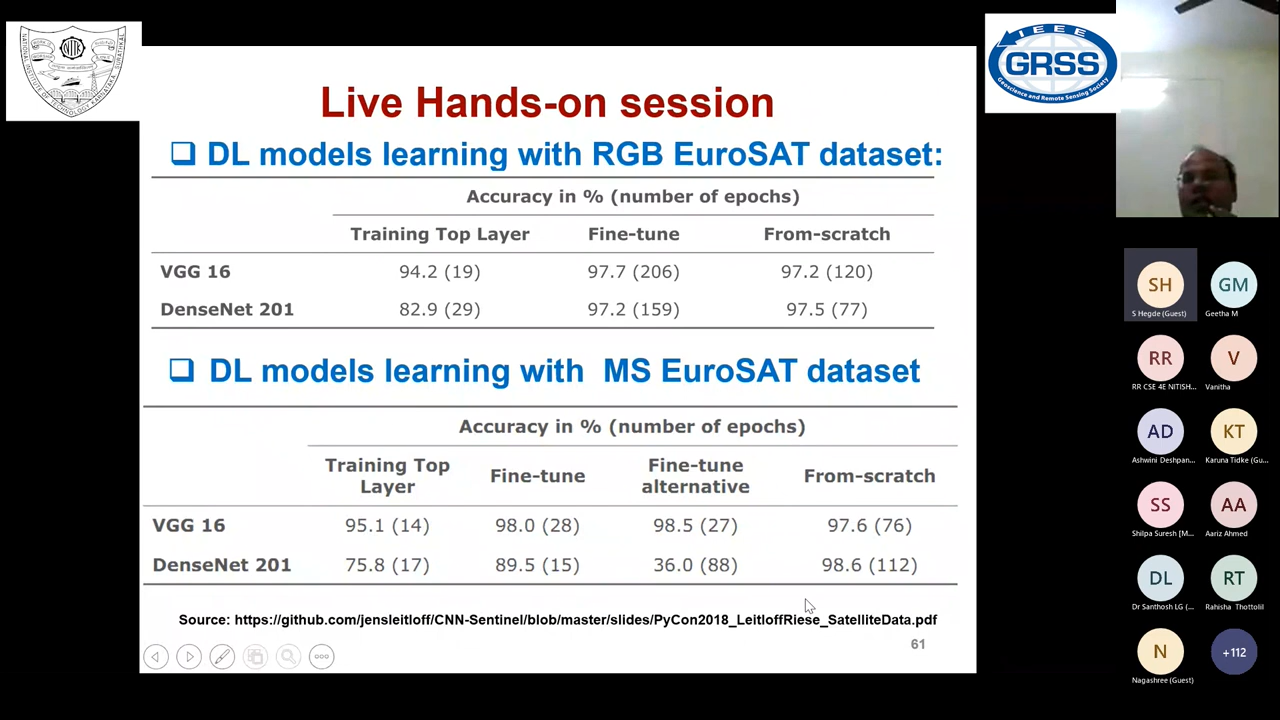 IEEE
GRSS
Geoscience and Remote Sensing Society
Live Hands-on session
DL models learning with RGB EuroSAT dataset:
Accuracy in % (number of epochs)
Training Top Layer Fine-tune From-scratch
VGG 16 94.2 (19) 97.7 (206) 97.2 (120)
DenseNet 201 82.9 (29) 97.2 (159) 97.5 (77)
DL models learning with MS EuroSAT dataset
Accuracy in % (number of epochs)
Training Top Layer Fine-tune Fine-tune alternative From-scratch
VGG 16 95.1 (14) 98.0 (28) 98.5 (27) 97.6 (76)
DenseNet 201 75.8 (17) 89.5 (15) 36.0 (88) 98.6 (112)
Source: https://github.com/jensleitloff/CNN-Sentinel/blob/master/slides/PyCon2018_LeitloffRiese_SatelliteData.pdf
61
SH GM
S Hegde (Guest) Geetha M
RR V
RR CSE 4E NITISH... Vanitha
AD KT
Ashwini Deshpan... Karuna Tidke (Gu...
SS AA
Shilpa Suresh [M... Aariz Ahmed
DL RT
Dr Santhosh LG (... Rahisha Thottolil
N +112
Nagashree (Guest)